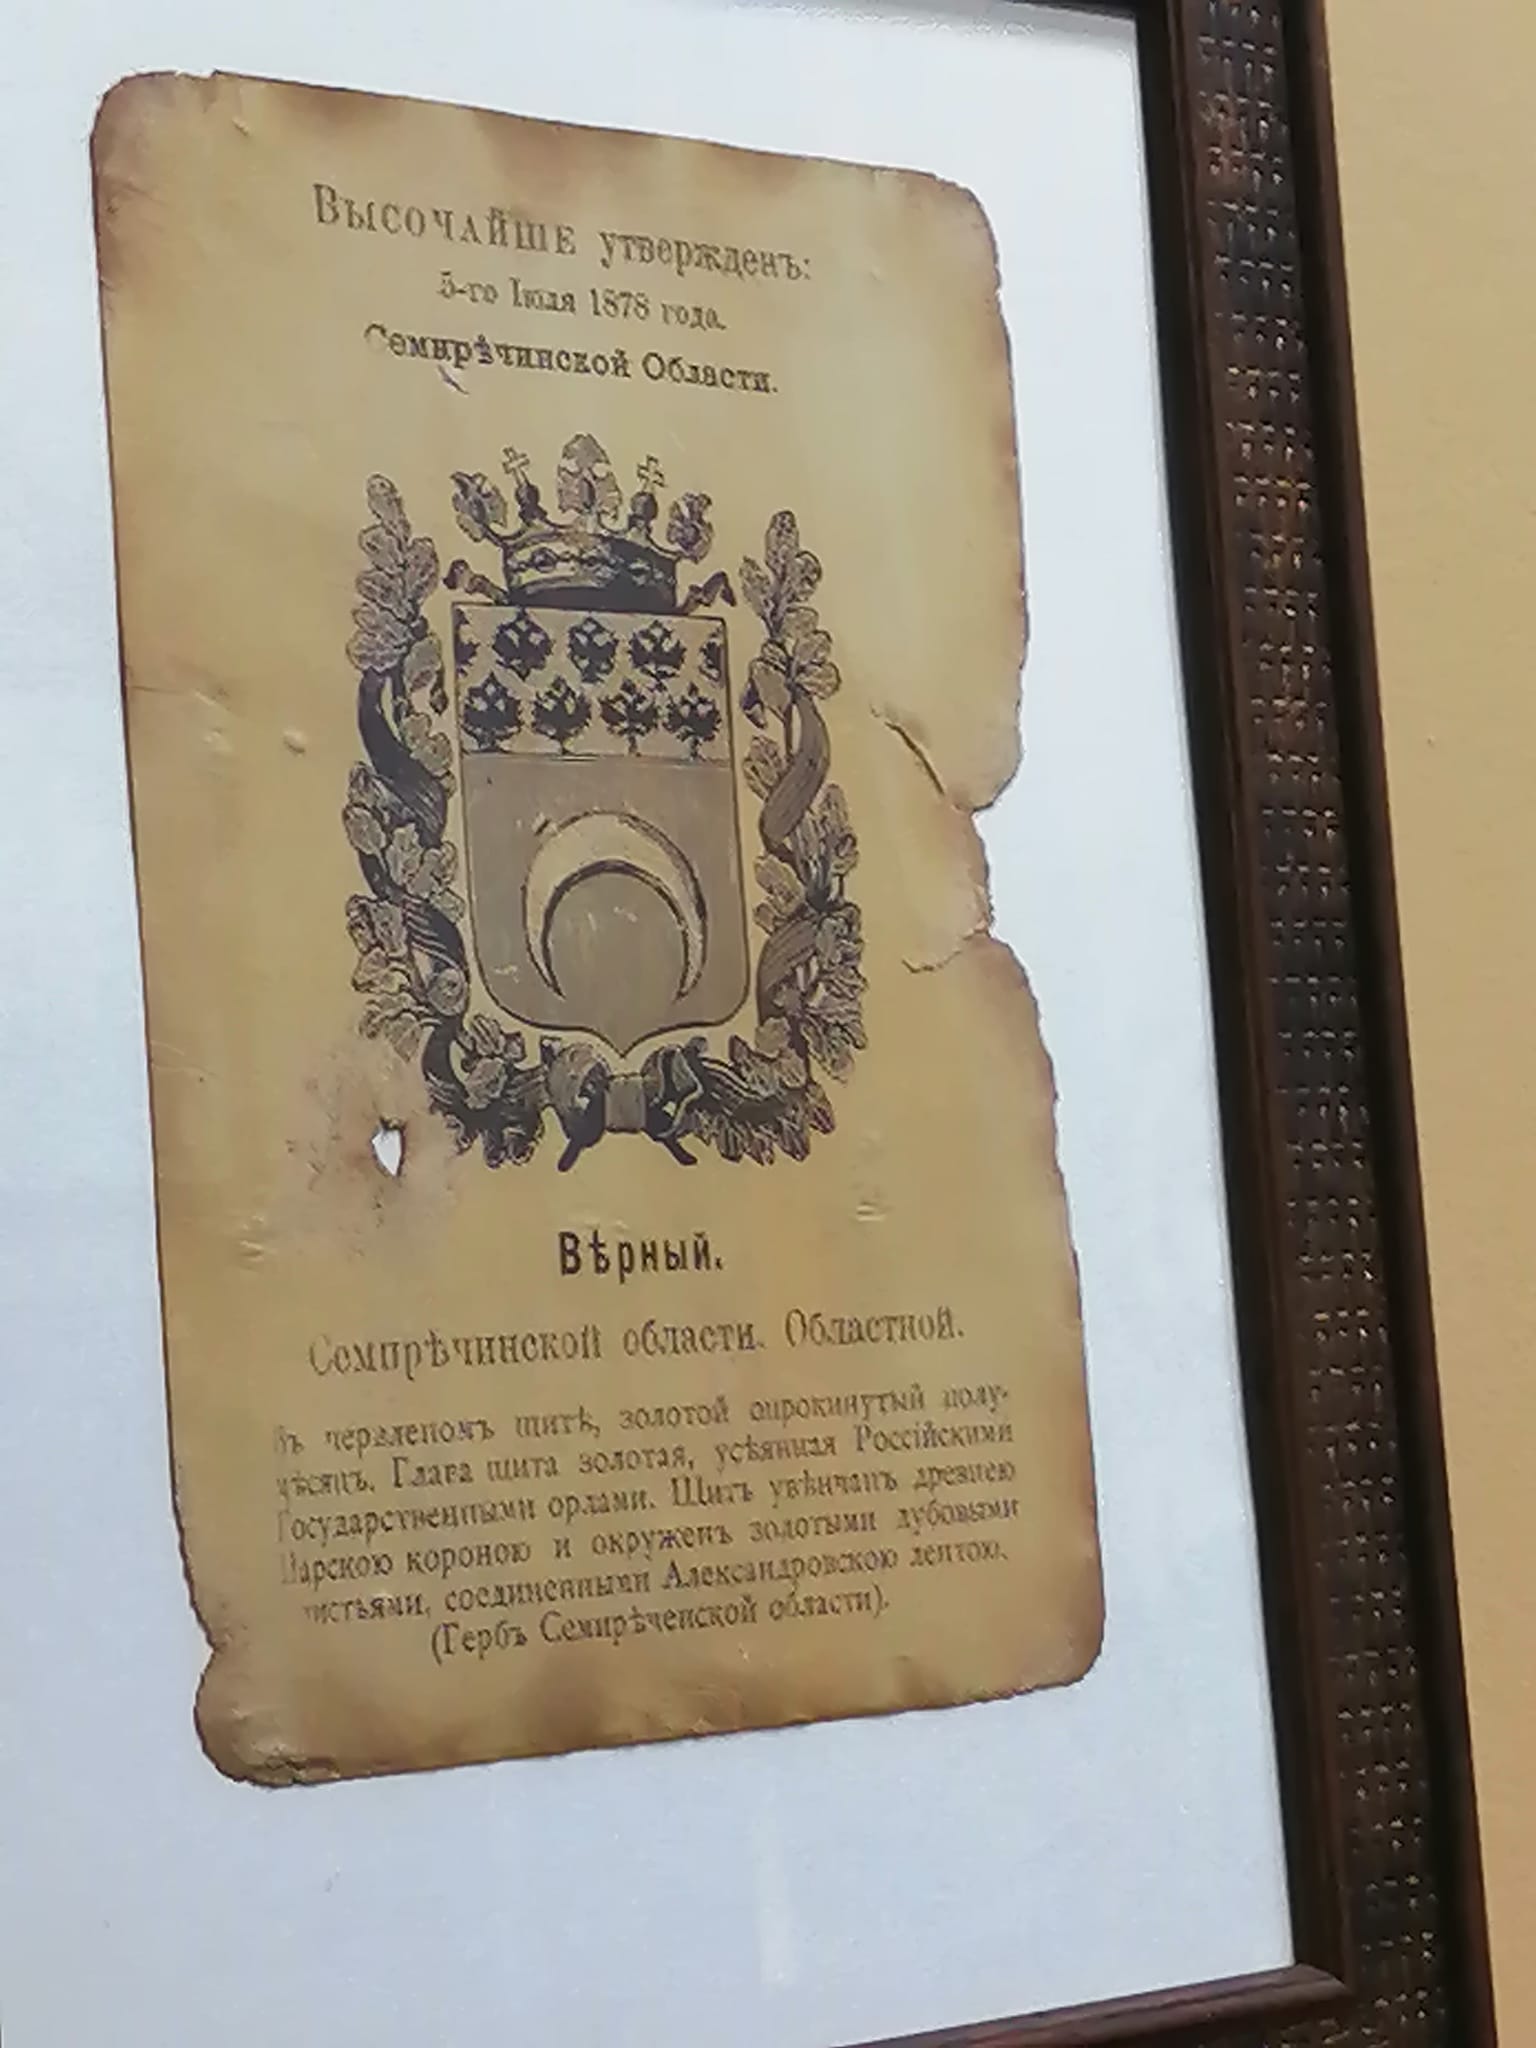 Высочайше утвержденъ:
5-го Іюля 1878 года.
Семирѣчинской Области.
Вѣрный.
Семирѣчинской области. Областной.
Въ червленомъ щитѣ, золотой опрокинутый полу-
мѣсяцъ. Глава щита золотая, усѣянная Россійскими
Государственными орлами. Щитъ увѣнчанъ древнею
Царскою короною и окруженъ золотыми дубовыми
листьями, соединенными Александровскою лентою.
(Гербъ Семирѣченской области).